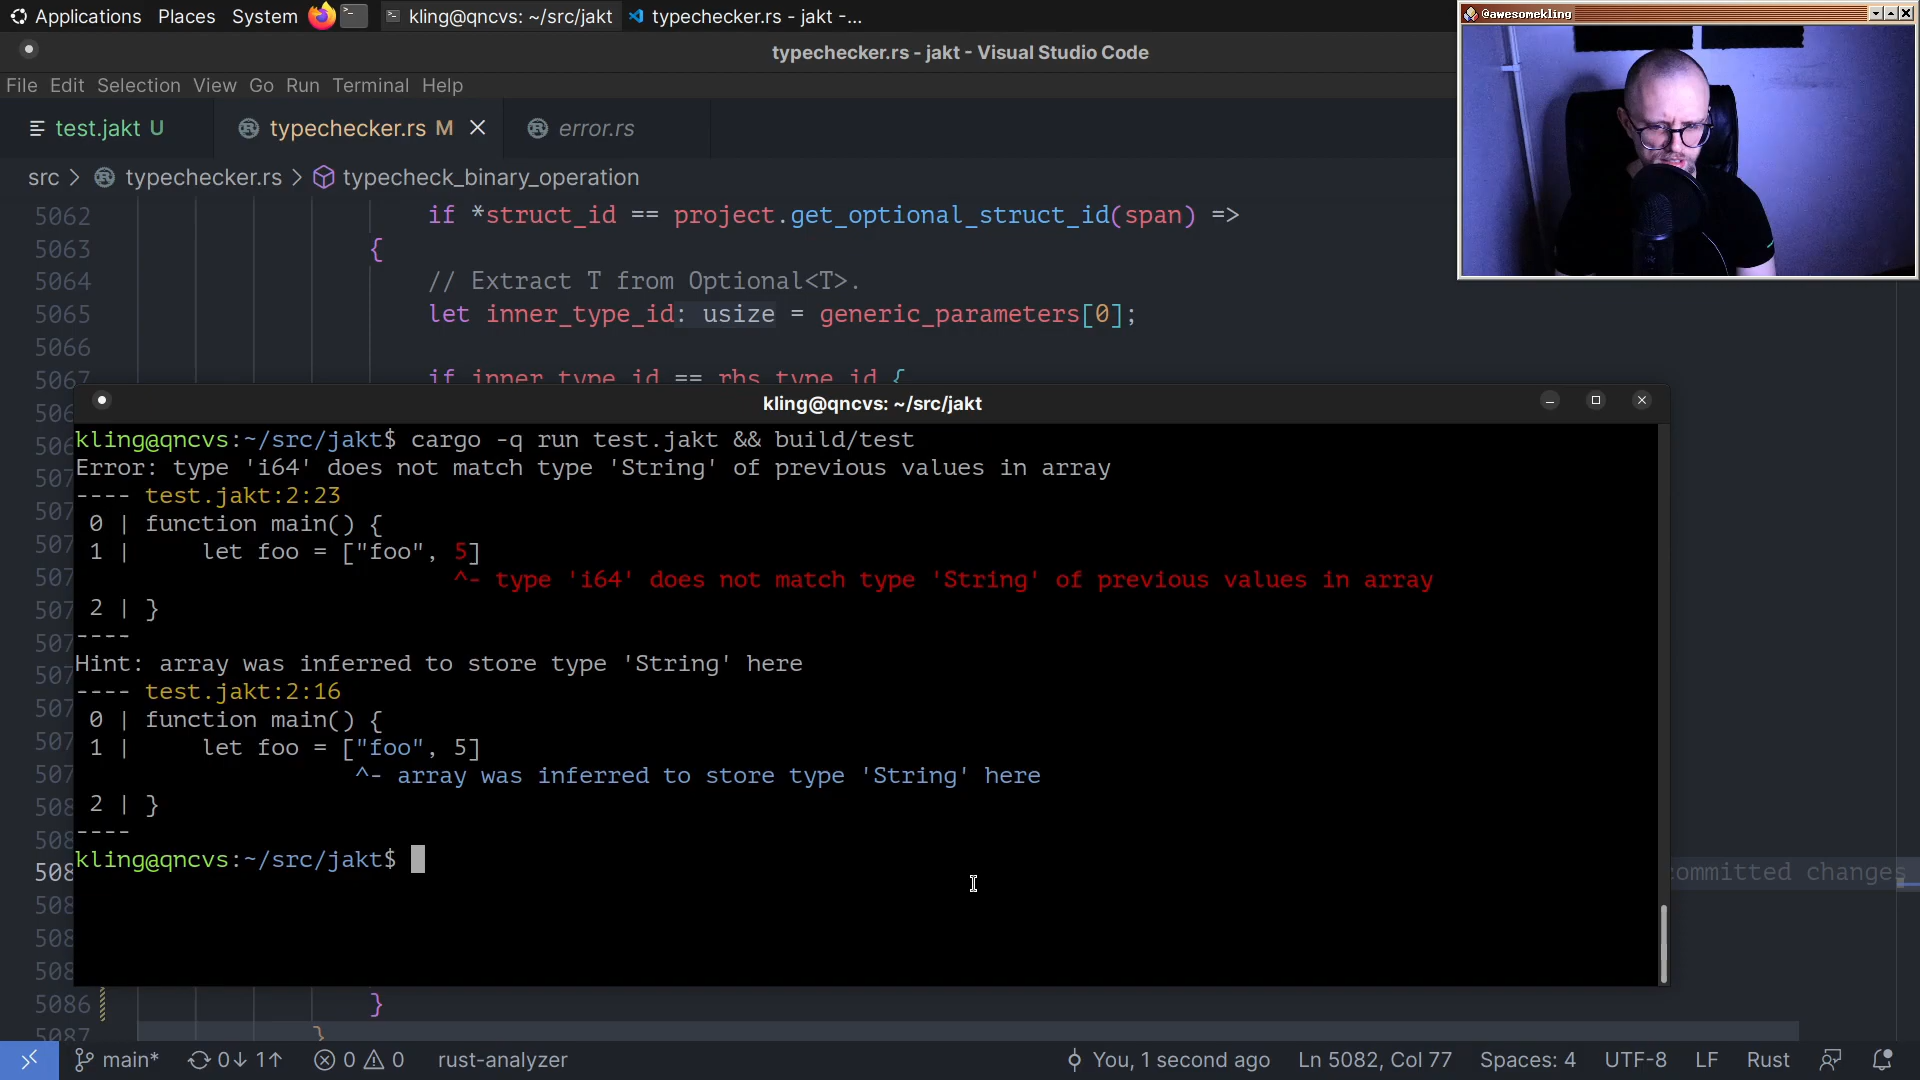 Applications Places System kling@qncvs: ~/src/jakt typechecker.rs - jakt -...
@awesomekling
typechecker.rs - jakt - Visual Studio Code
File Edit Selection View Go Run Terminal Help
test.jakt U typechecker.rs M error.rs
src > typechecker.rs > typecheck_binary_operation
5062 if *struct_id == project.get_optional_struct_id(span) =>
5063 {
5064 // Extract T from Optional<T>.
5065 let inner_type_id: usize = generic_parameters[0];
5066
5067 if inner_type_id == rhs_type_id {
kling@qncvs: ~/src/jakt
kling@qncvs:~/src/jakt$ cargo -q run test.jakt && build/test
Error: type 'i64' does not match type 'String' of previous values in array
---- test.jakt:2:23
0 | function main() {
1 | let foo = ["foo", 5]
^- type 'i64' does not match type 'String' of previous values in array
2 | }
----
Hint: array was inferred to store type 'String' here
---- test.jakt:2:16
0 | function main() {
1 | let foo = ["foo", 5]
^- array was inferred to store type 'String' here
2 | }
----
kling@qncvs:~/src/jakt$
committed changes
5086 }
5087 }
main* 0↓ 1↑ 0 0 rust-analyzer You, 1 second ago Ln 5082, Col 77 Spaces: 4 UTF-8 LF Rust